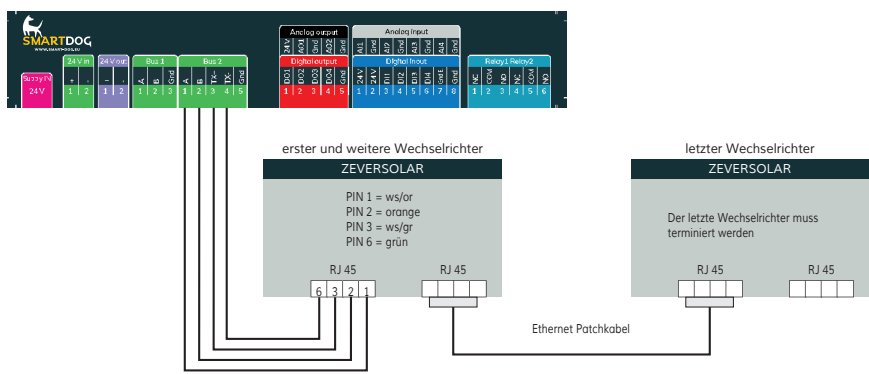 SMARTDOG
WWW.SMART-DOG.EU
Analog output
Analog input
24V AO1 Gnd AO2 Gnd
AI1 Gnd AI2 Gnd AI3 Gnd AI4 Gnd
24 V in
24 V out
Bus 1
Bus 2
Digital output
Digital input
Relay1 Relay2
+ -
- -
A B Gnd
A B TX- Gnd
DO1 DO2 DO3 DO4 Gnd
24V 24V DI1 DI2 DI3 DI4 GndE Gnd
NC COM NO NC COM NO
24 V
1 2
1 2
1 2 3
1 2 3 4 5
1 2 3 4 5
1 2 3 4 5 6 7 8
1 2 3 4 5 6
erster und weitere Wechselrichter
ZEVERSOLAR
PIN 1 = ws/or
PIN 2 = orange
PIN 3 = ws/gr
PIN 6 = grün
RJ 45
RJ 45
6 3 2 1
letzter Wechselrichter
ZEVERSOLAR
Der letzte Wechselrichter muss
terminiert werden
RJ 45
RJ 45
Ethernet Patchkabel